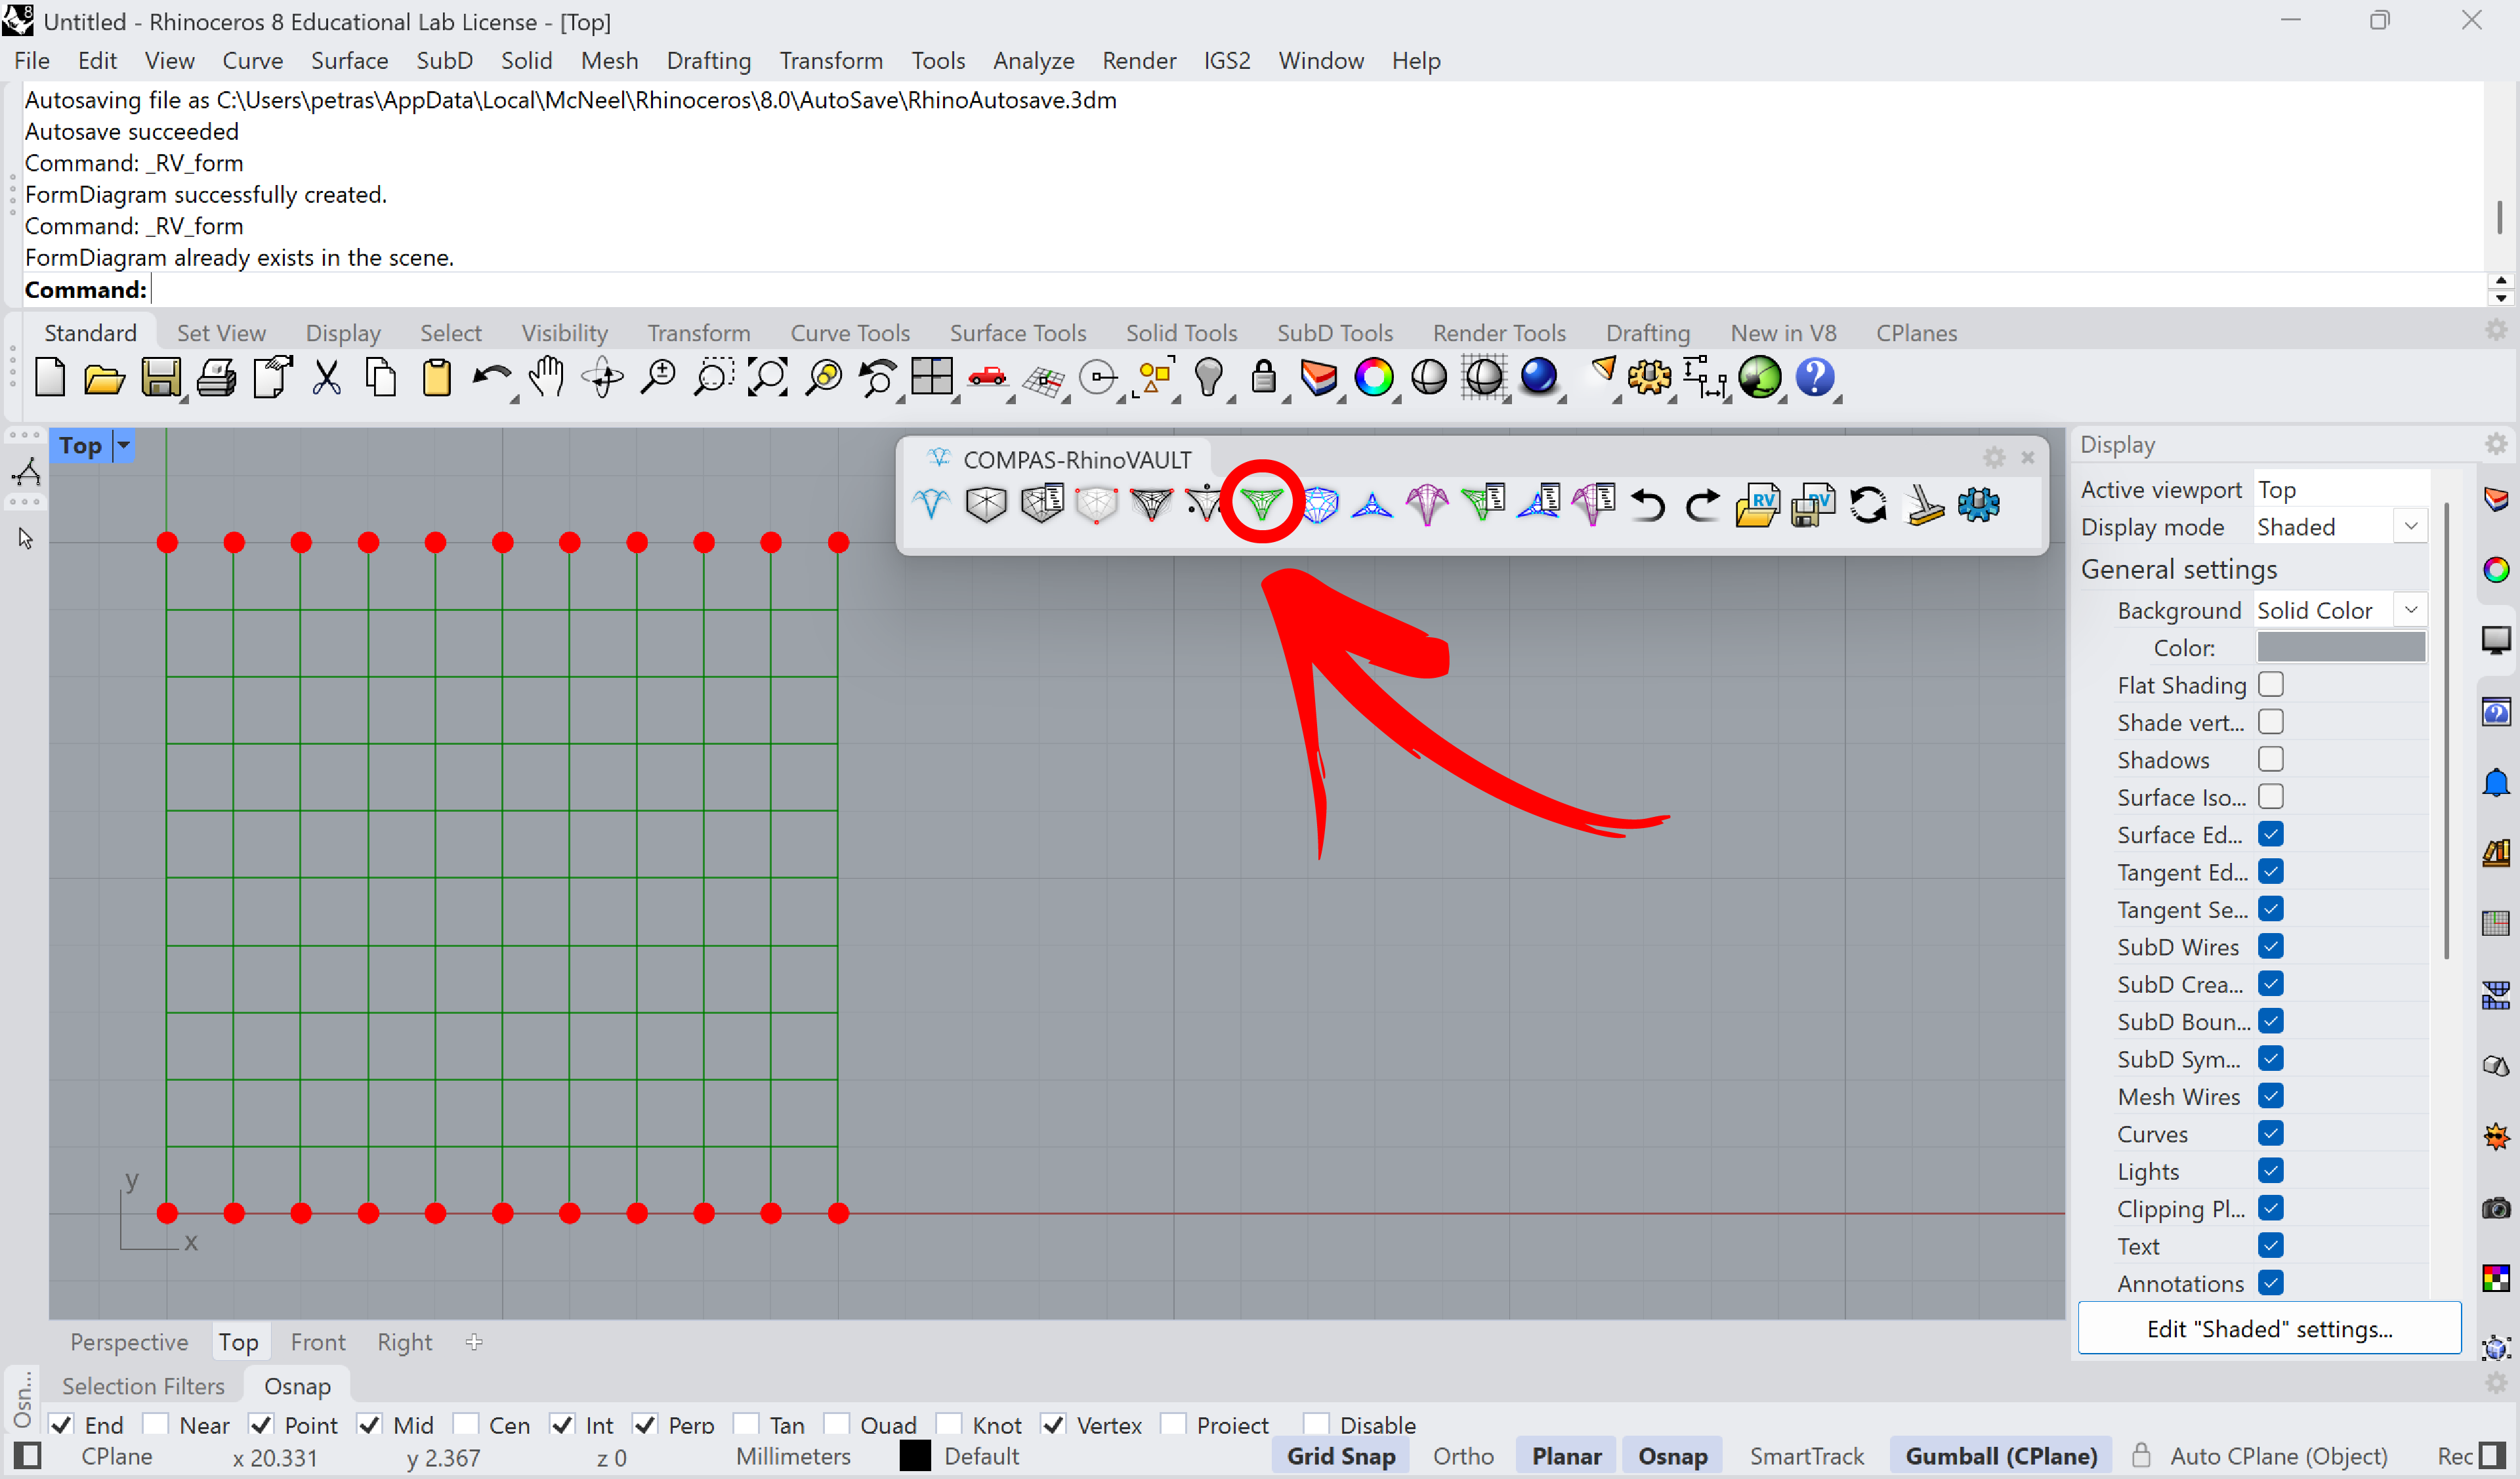 Untitled - Rhinoceros 8 Educational Lab License - [Top]
File Edit View Curve Surface SubD Solid Mesh Drafting Transform Tools Analyze Render IGS2 Window Help
Autosaving file as C:\Users\petras\AppData\Local\McNeel\Rhinoceros\8.0\AutoSave\RhinoAutosave.3dm
Autosave succeeded
Command: _RV_form
FormDiagram successfully created.
Command: _RV_form
FormDiagram already exists in the scene.
Command:
Standard Set View Display Select Visibility Transform Curve Tools Surface Tools Solid Tools SubD Tools Render Tools Drafting New in V8 CPlanes
Top
COMPAS-RhinoVAULT
RV RV
y
x
Display
Active viewport Top
Display mode Shaded
General settings
Background Solid Color
Color:
Flat Shading
Shade vert...
Shadows
Surface Iso...
Surface Ed...
Tangent Ed...
Tangent Se...
SubD Wires
SubD Crea...
SubD Boun...
SubD Sym...
Mesh Wires
Curves
Lights
Clipping Pl...
Text
Annotations
Edit "Shaded" settings...
Perspective Top Front Right
Osn...
Selection Filters Osnap
End Near Point Mid Cen Int Perp Tan Quad Knot Vertex Project Disable
CPlane x 20.331 y 2.367 z 0 Millimeters Default Grid Snap Ortho Planar Osnap SmartTrack Gumball (CPlane) Auto CPlane (Object) Rec